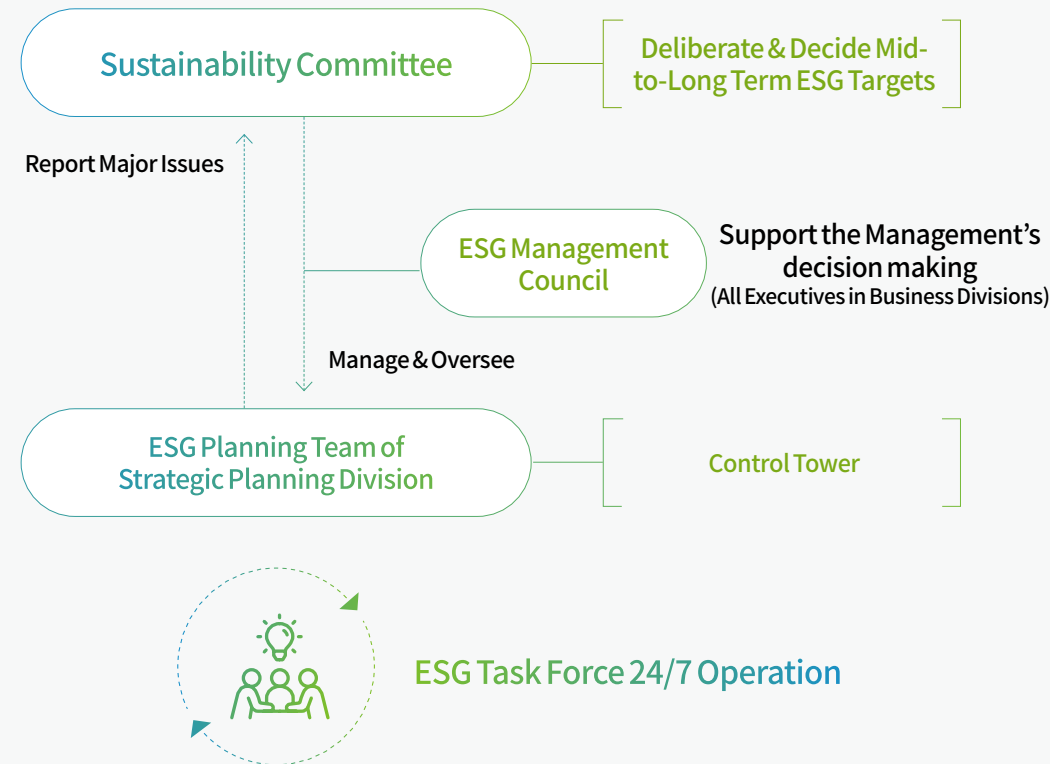 Sustainability Committee
Deliberate & Decide Mid-
to-Long Term ESG Targets
Report Major Issues
ESG Management
Council
Support the Management’s
decision making
(All Executives in Business Divisions)
Manage & Oversee
ESG Planning Team of
Strategic Planning Division
Control Tower
ESG Task Force 24/7 Operation